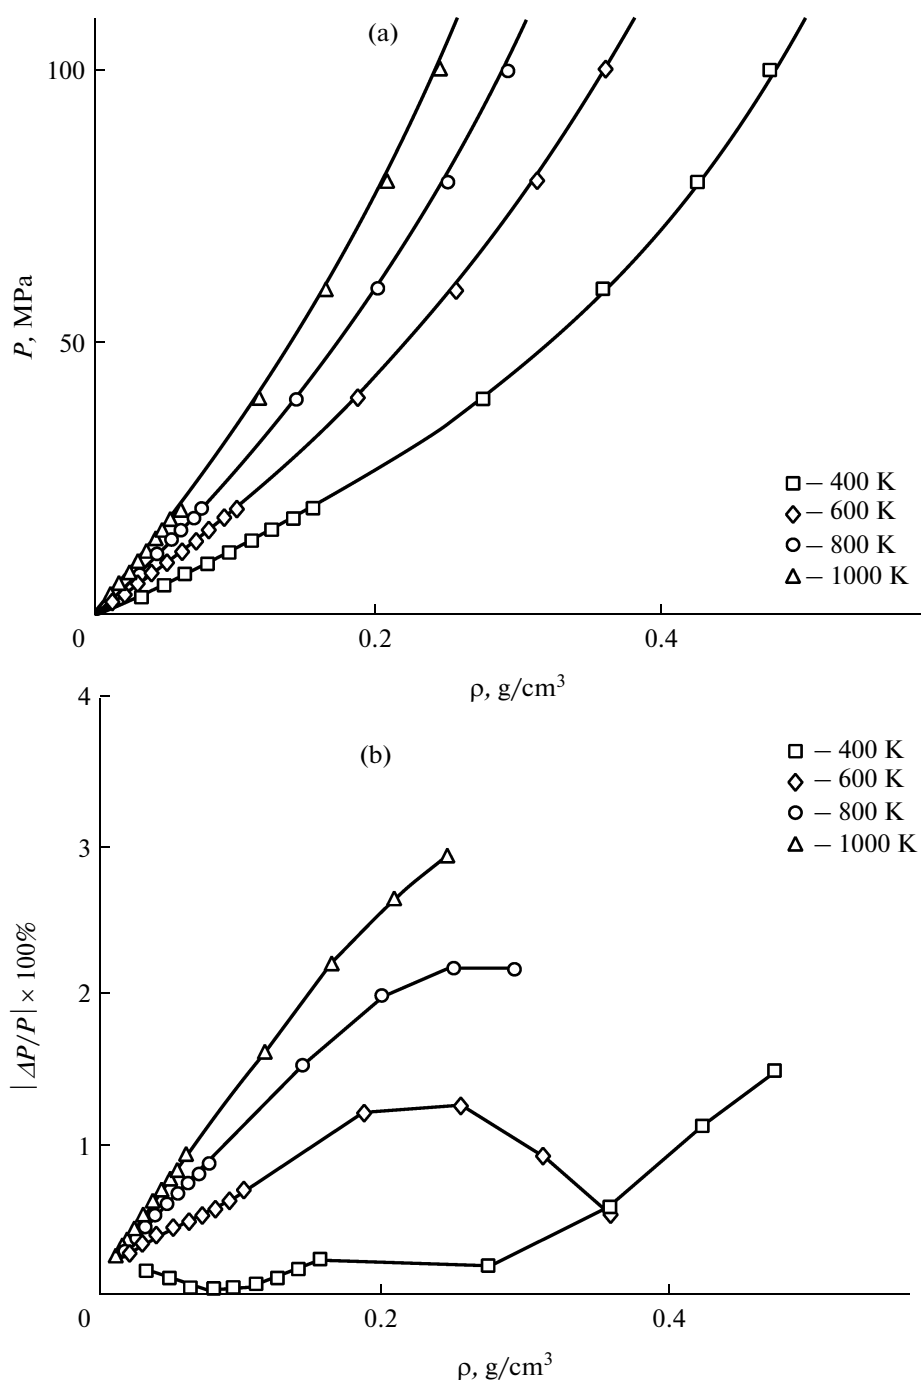 (a)
100
50
P, MPa
– 400 K
– 600 K
– 800 K
– 1000 K
0
0.2
0.4
ρ, g/cm³
4
(b)
– 400 K
– 600 K
– 800 K
– 1000 K
3
2
1
|ΔP/P| × 100%
0
0.2
0.4
ρ, g/cm³